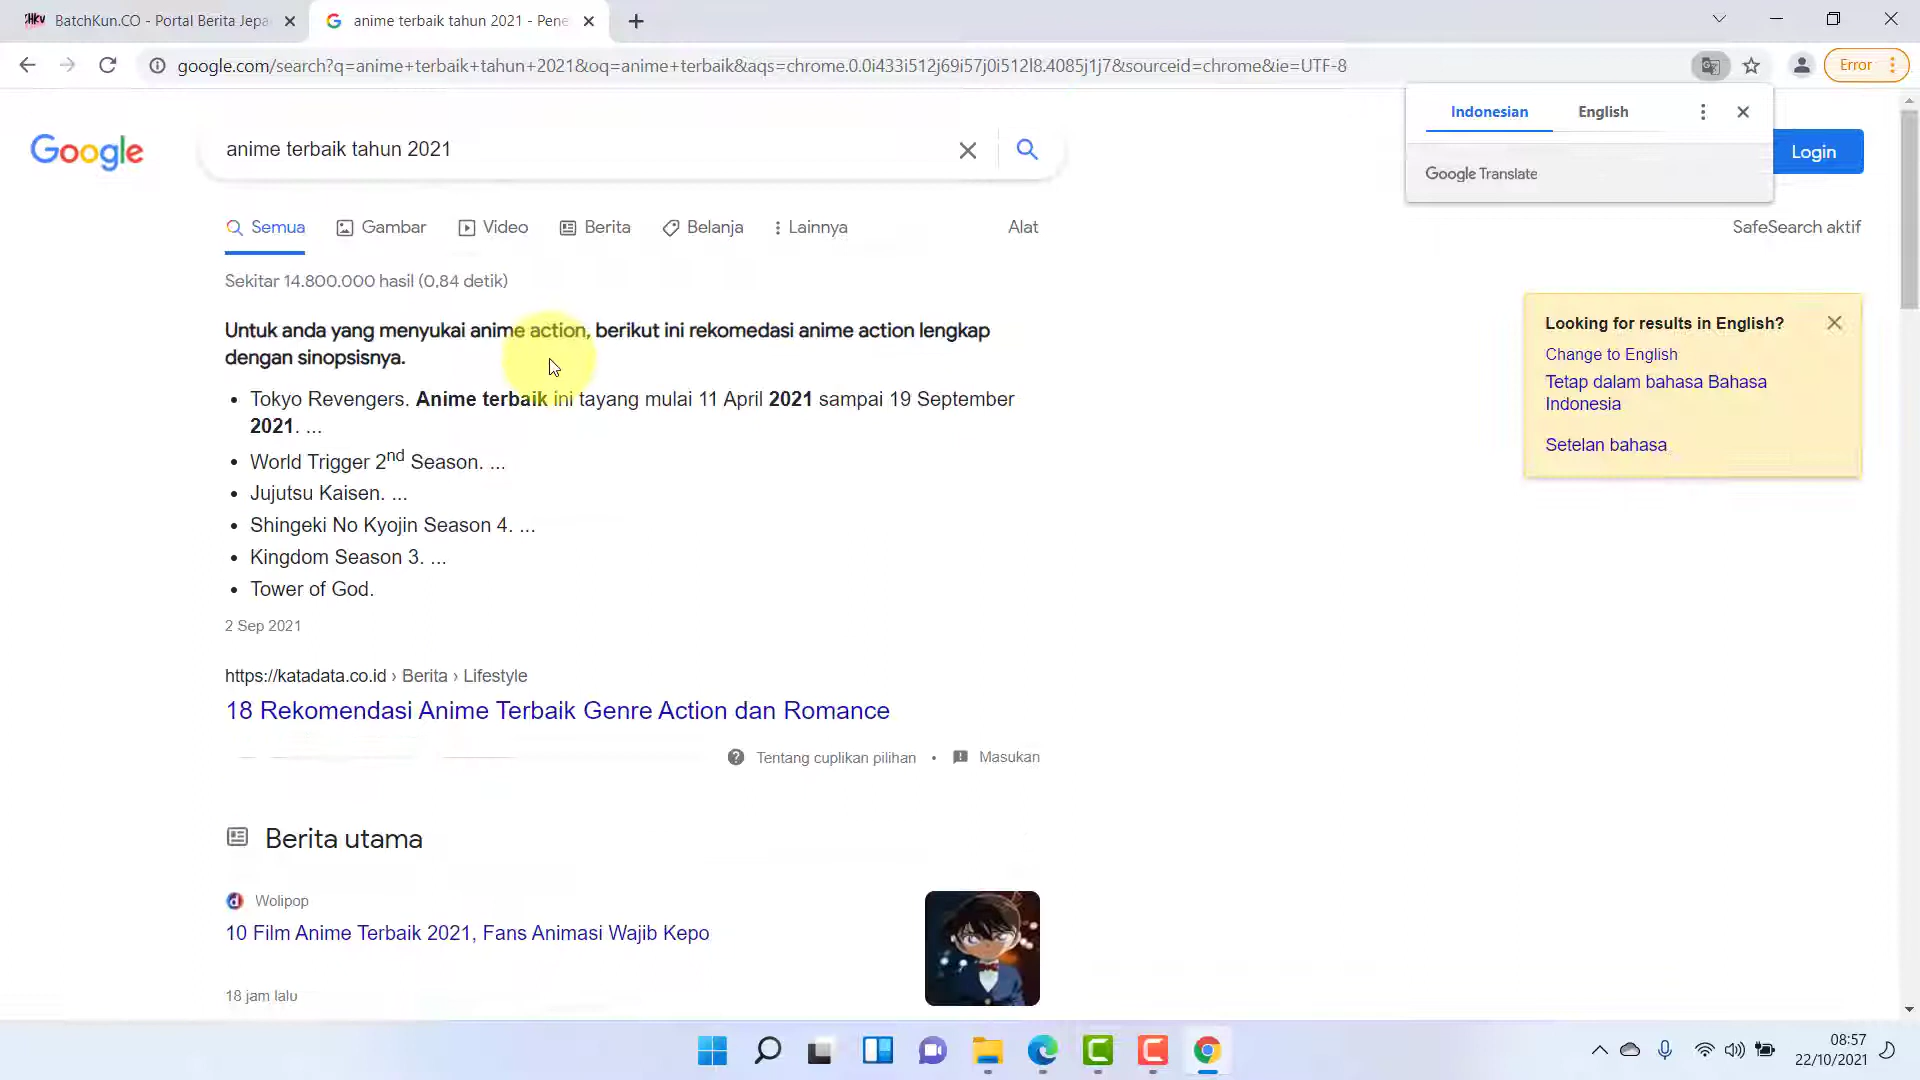 BatchKun.CO - Portal Berita Jepa
anime terbaik tahun 2021 - Pene
google.com/search?q=anime+terbaik+tahun+2021&oq=anime+terbaik&aqs=chrome.0.0i433i512j69i57j0i512l8.4085j1j7&sourceid=chrome&ie=UTF-8
Error
Indonesian English
Google Translate
Google
anime terbaik tahun 2021
Login
Semua Gambar Video Berita Belanja Lainnya Alat
SafeSearch aktif
Sekitar 14.800.000 hasil (0,84 detik)
Untuk anda yang menyukai anime action, berikut ini rekomedasi anime action lengkap
dengan sinopsisnya.
• Tokyo Revengers. Anime terbaik ini tayang mulai 11 April 2021 sampai 19 September
2021. ...
• World Trigger 2nd Season. ...
• Jujutsu Kaisen. ...
• Shingeki No Kyojin Season 4. ...
• Kingdom Season 3. ...
• Tower of God.
2 Sep 2021
https://katadata.co.id › Berita › Lifestyle
18 Rekomendasi Anime Terbaik Genre Action dan Romance
Tentang cuplikan pilihan • Masukan
Looking for results in English?
Change to English
Tetap dalam bahasa Bahasa
Indonesia
Setelan bahasa
Berita utama
Wolipop
10 Film Anime Terbaik 2021, Fans Animasi Wajib Kepo
18 jam lalu
08:57
22/10/2021